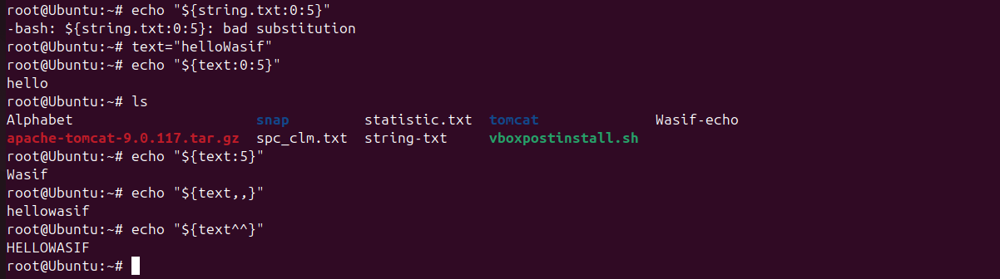 root@Ubuntu:~# echo "${string.txt:0:5}"
-bash: ${string.txt:0:5}: bad substitution
root@Ubuntu:~# text="helloWasif"
root@Ubuntu:~# echo "${text:0:5}"
hello
root@Ubuntu:~# ls
Alphabet                      snap         statistic.txt  tomcat              Wasif-echo
apache-tomcat-9.0.117.tar.gz  spc_clm.txt  string-txt     vboxpostinstall.sh
root@Ubuntu:~# echo "${text:5}"
Wasif
root@Ubuntu:~# echo "${text,,}"
hellowasif
root@Ubuntu:~# echo "${text^^}"
HELLOWASIF
root@Ubuntu:~#